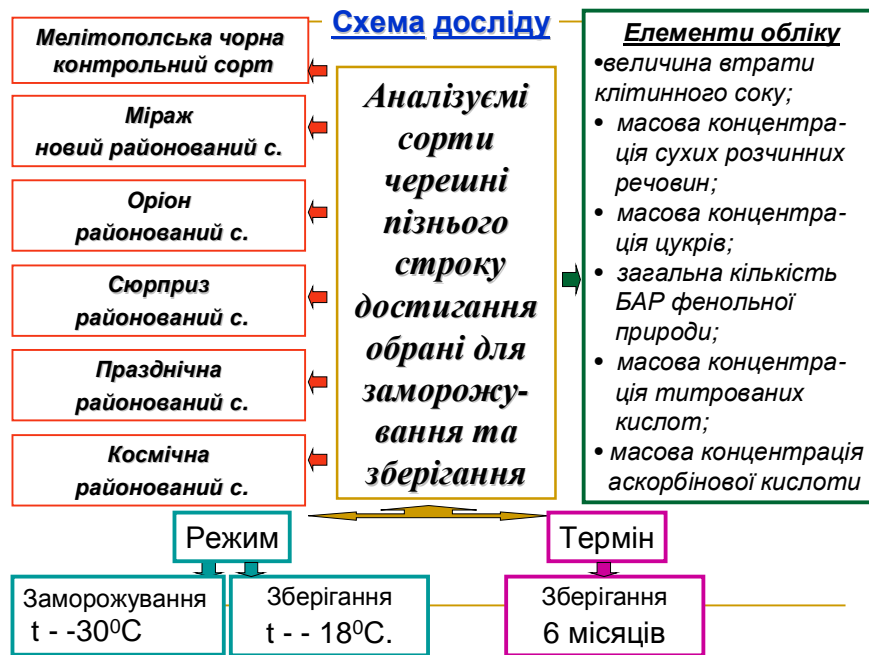 Схема досліду
Мелітопольська чорна
контрольний сорт
Міраж
новий районований с.
Оріон
районований с.
Сюрприз
районований с.
Празднічна
районований с.
Космічна
районований с.
Аналізуємі
сорти
черешні
пізнього
строку
достигання
обрані для
заморожу-
вання та
зберігання
Елементи обліку
•величина втрати
клітинного соку;
• масова концентра-
ція сухих розчинних
речовин;
• масова концентра-
ція цукрів;
• загальна кількість
БАР фенольної
природи;
• масова концентра-
ція титрованих
кислот;
• масова концентрація
аскорбінової кислоти
Режим
Термін
Заморожування
t - -30⁰С
Зберігання
t - - 18⁰С.
Зберігання
6 місяців